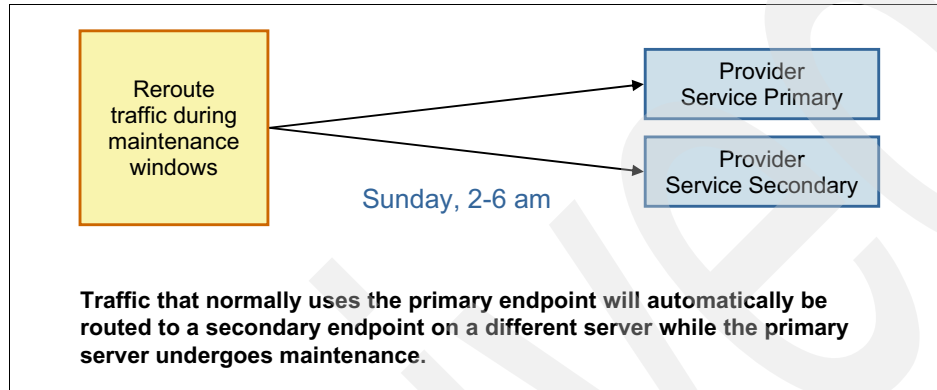 Reroute
traffic during
maintenance
windows
Provider
Service Primary
Provider
Service Secondary
Sunday, 2-6 am
Traffic that normally uses the primary endpoint will automatically be
routed to a secondary endpoint on a different server while the primary
server undergoes maintenance.